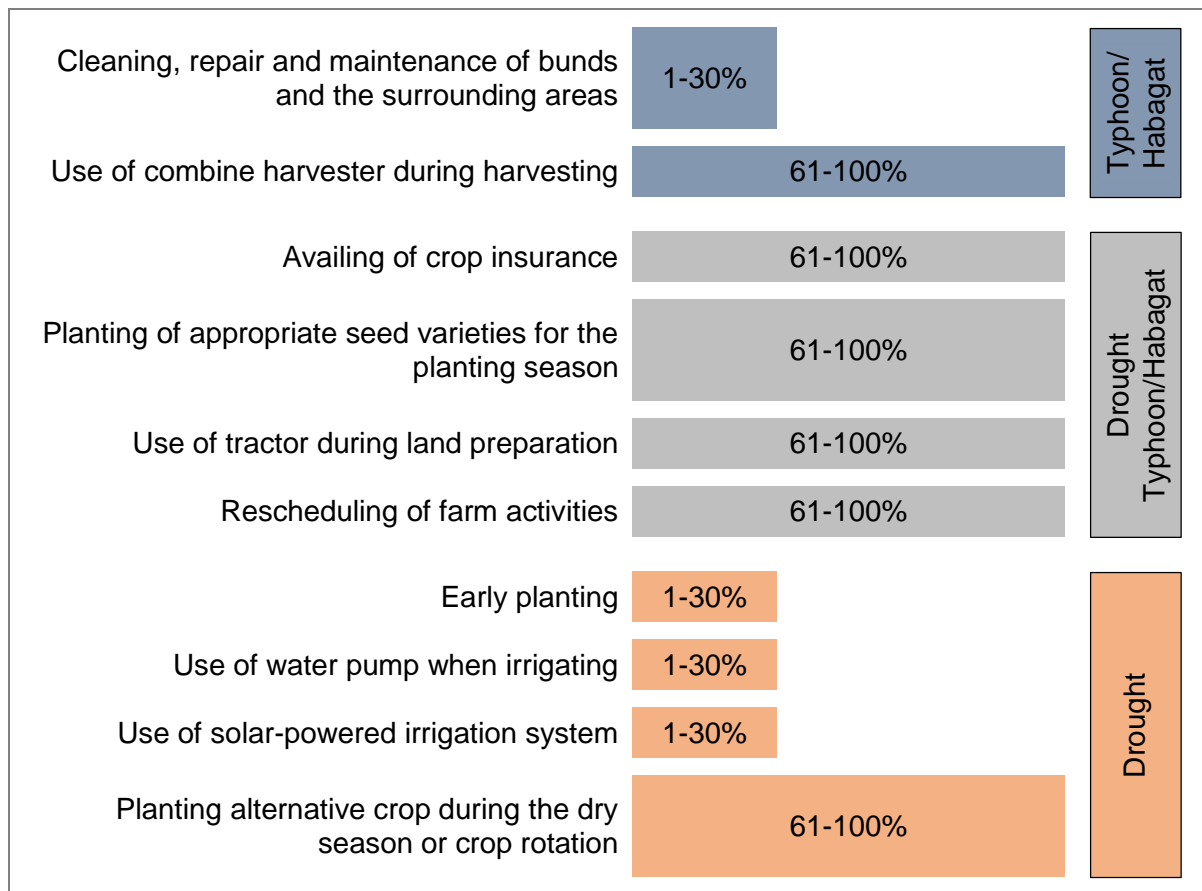 Cleaning, repair and maintenance of bunds
and the surrounding areas
1-30%
Use of combine harvester during harvesting
61-100%
Typhoon/
Habagat
Availing of crop insurance
61-100%
Planting of appropriate seed varieties for the
planting season
61-100%
Use of tractor during land preparation
61-100%
Rescheduling of farm activities
61-100%
Drought
Typhoon/Habagat
Early planting
1-30%
Use of water pump when irrigating
1-30%
Use of solar-powered irrigation system
1-30%
Planting alternative crop during the dry
season or crop rotation
61-100%
Drought